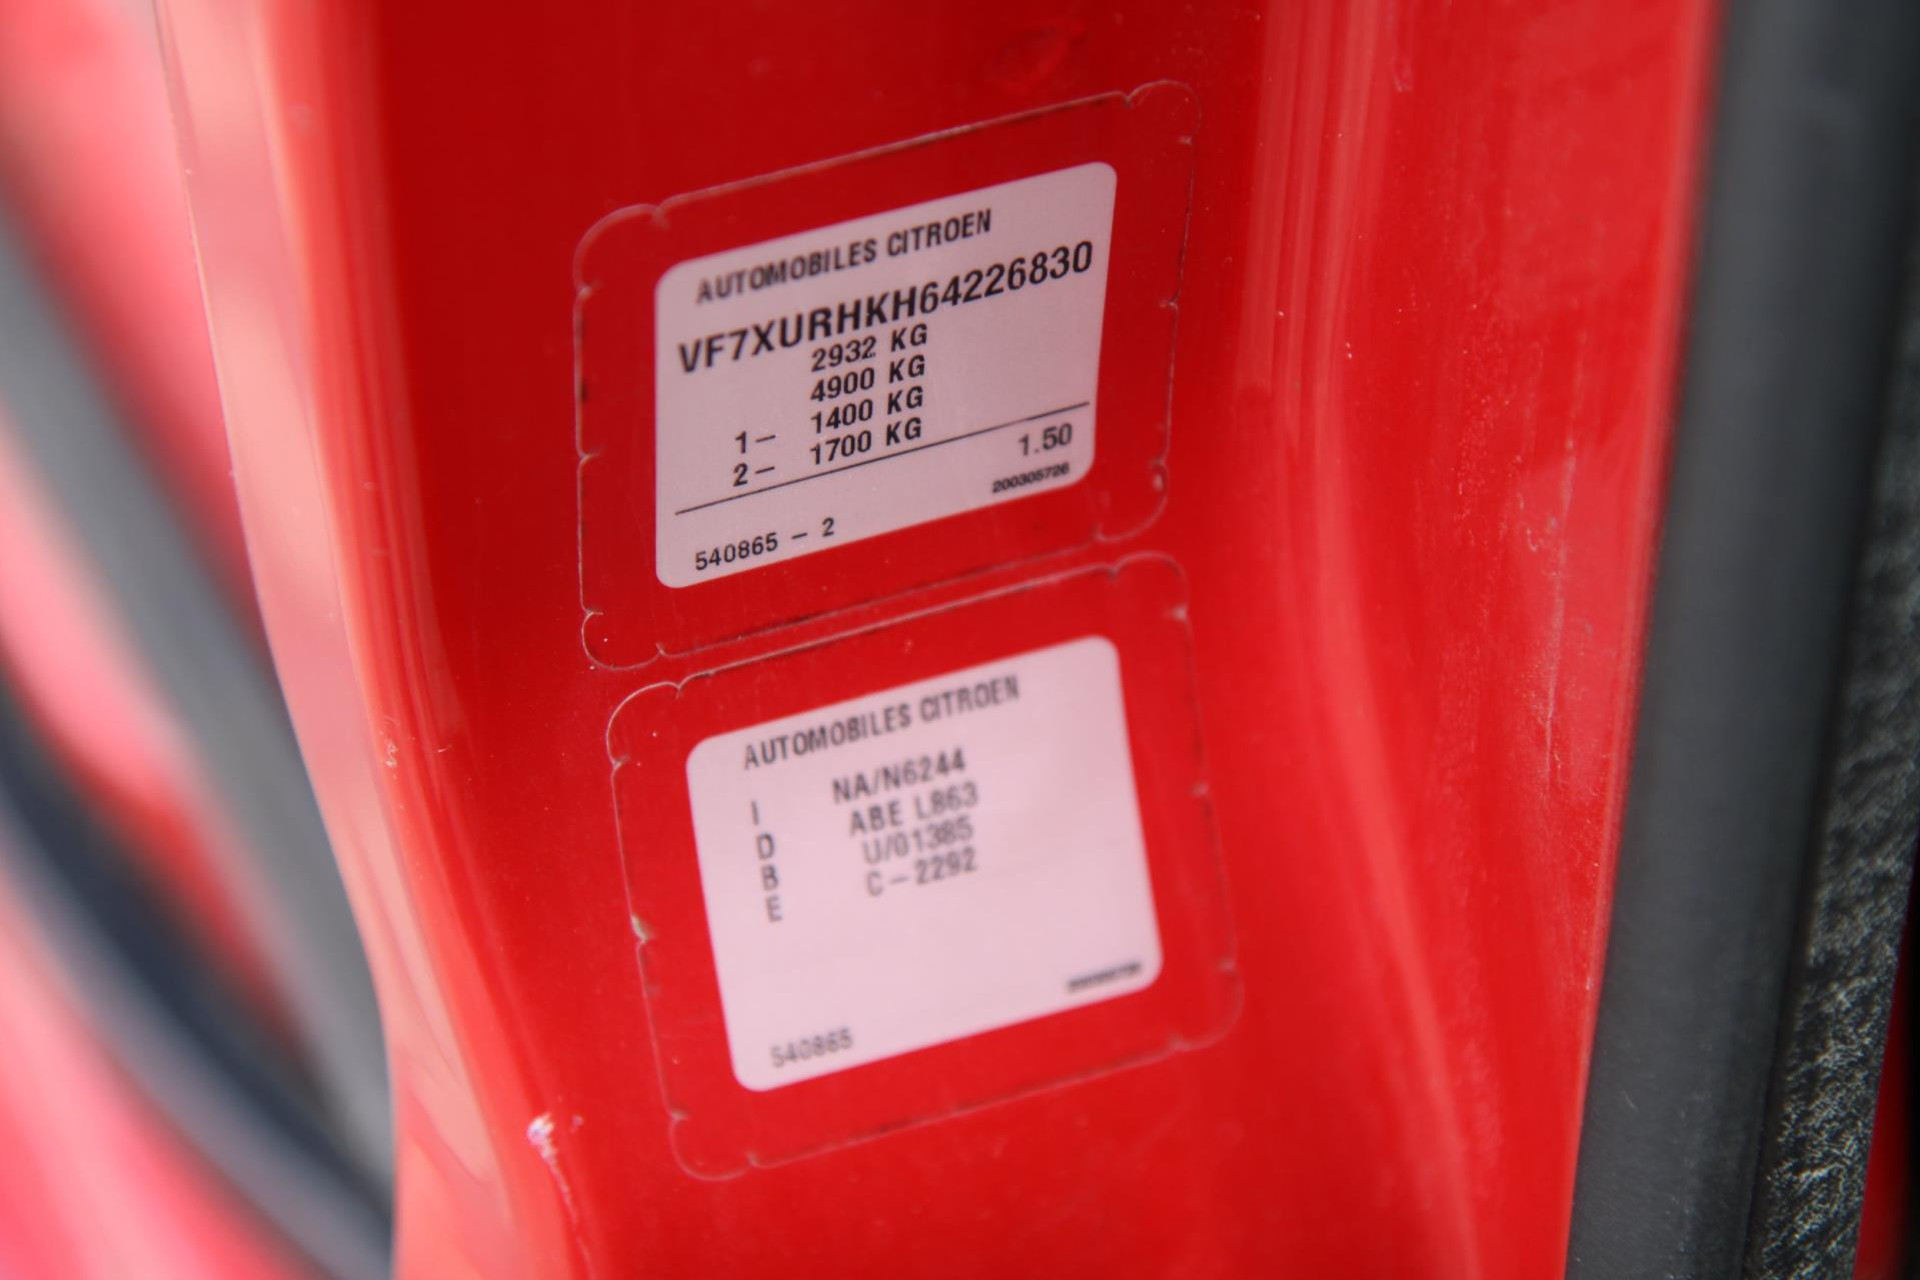 AUTOMOBILES CITROEN
VF7XURHKH64226830
2932 KG
4900 KG
1- 1400 KG
2- 1700 KG
1.50
200305726
540865 - 2
AUTOMOBILES CITROEN
I NA/N6244
D ABE L863
B U/01385
E C-2292
540865